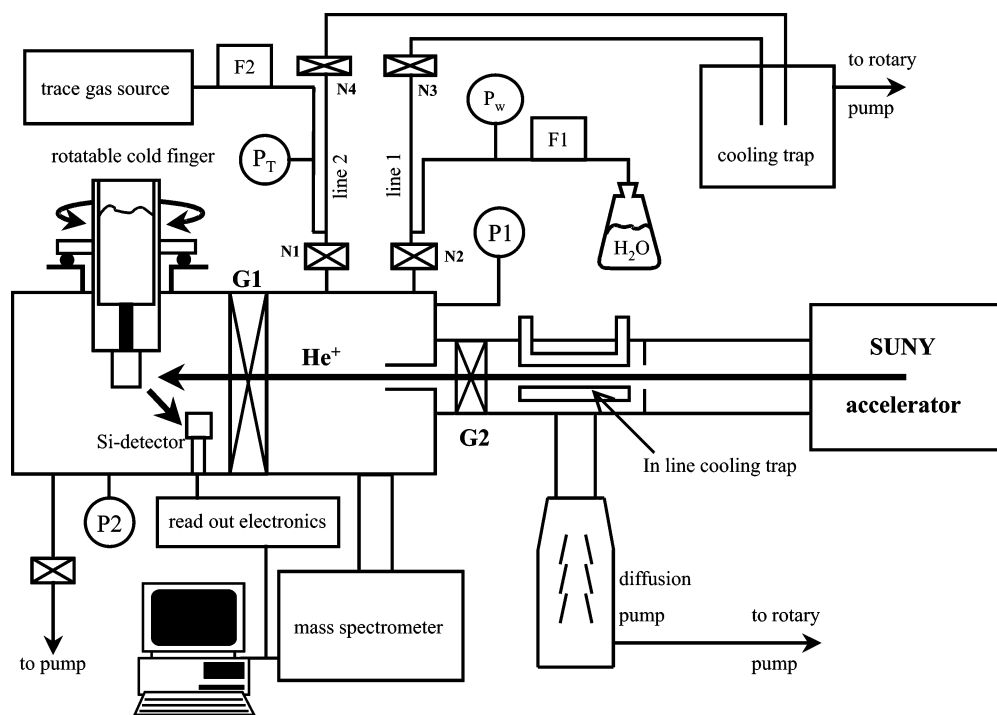 F2
trace gas source
N4
N3
to rotary
pump
P_w
F1
P_T
line 2
line 1
cooling trap
rotatable cold finger
N1
N2
P1
H₂O
G1
He⁺
SUNY
accelerator
G2
Si-detector
In line cooling trap
P2
read out electronics
diffusion
pump
mass spectrometer
to rotary
pump
to pump